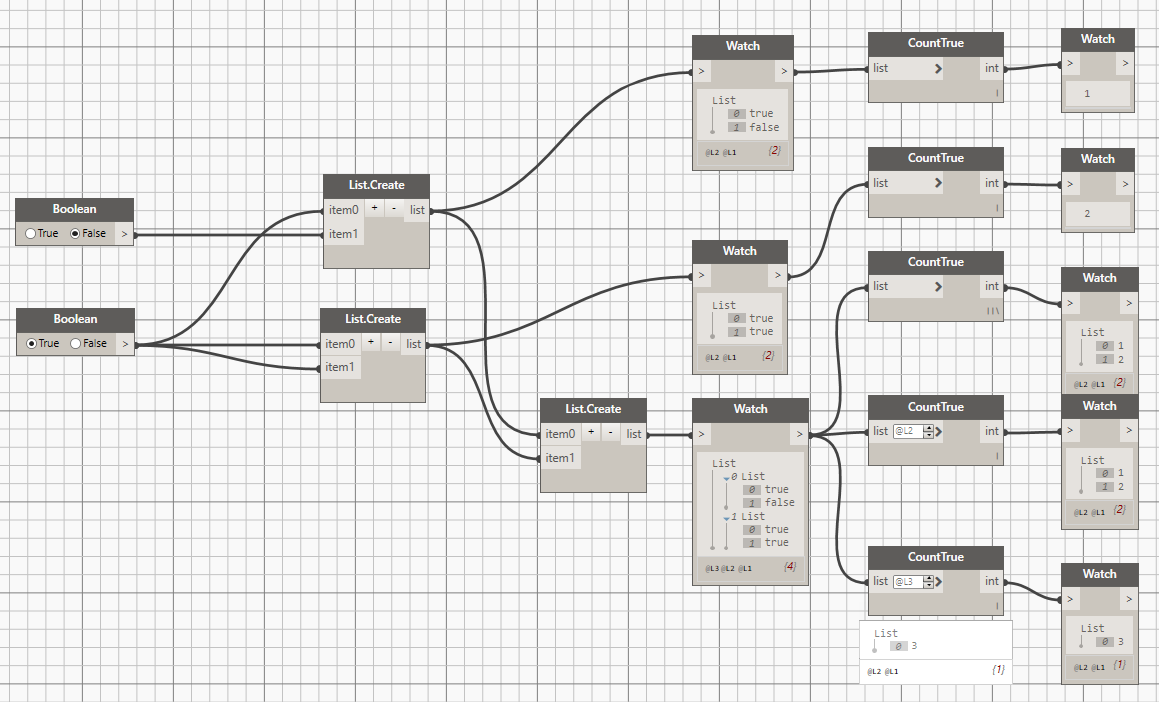 Boolean
True False >
Boolean
True False >
List.Create
item0 + - list
item1
List.Create
item0 + - list
item1
List.Create
item0 + - list
item1
Watch
> >
List
0 true
1 false
@L2 @L1 {2}
Watch
> >
List
0 true
1 true
@L2 @L1 {2}
Watch
> >
List
0 List
0 true
1 false
1 List
0 true
1 true
@L3 @L2 @L1 {4}
CountTrue
list > int
|
CountTrue
list > int
|
CountTrue
list > int
||\
CountTrue
list @L2 > int
|
CountTrue
list @L3 > int
|
List
0 3
@L2 @L1 {1}
Watch
> >
1
Watch
> >
2
Watch
> >
List
0 1
1 2
@L2 @L1 {2}
Watch
> >
List
0 1
1 2
@L2 @L1 {2}
Watch
> >
List
0 3
@L2 @L1 {1}